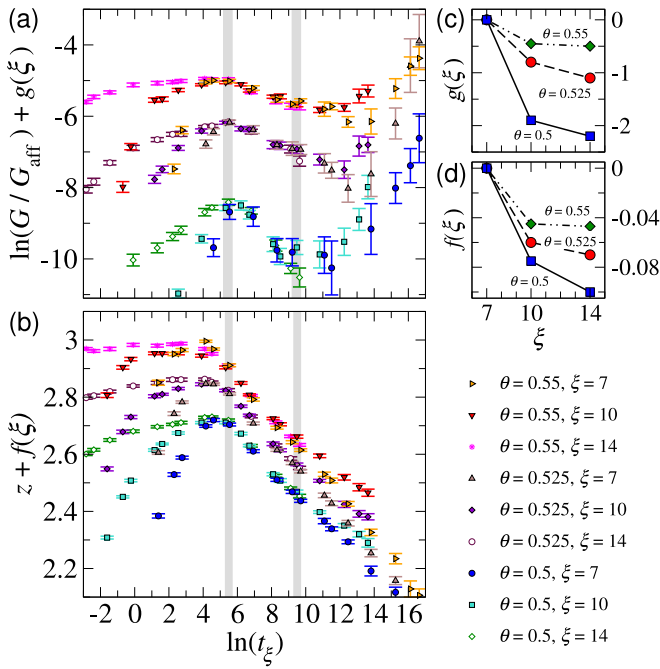 (a)
ln(G / G_aff) + g(ξ)
-4
-6
-8
-10
(b)
z + f(ξ)
3
2.8
2.6
2.4
2.2
-2 0 2 4 6 8 10 12 14 16
ln(t_ξ)
(c)
g(ξ)
0
-1
-2
θ = 0.55
θ = 0.525
θ = 0.5
(d)
f(ξ)
0
-0.04
-0.08
θ = 0.55
θ = 0.525
θ = 0.5
7 10 14
ξ
θ = 0.55, ξ = 7
θ = 0.55, ξ = 10
θ = 0.55, ξ = 14
θ = 0.525, ξ = 7
θ = 0.525, ξ = 10
θ = 0.525, ξ = 14
θ = 0.5, ξ = 7
θ = 0.5, ξ = 10
θ = 0.5, ξ = 14